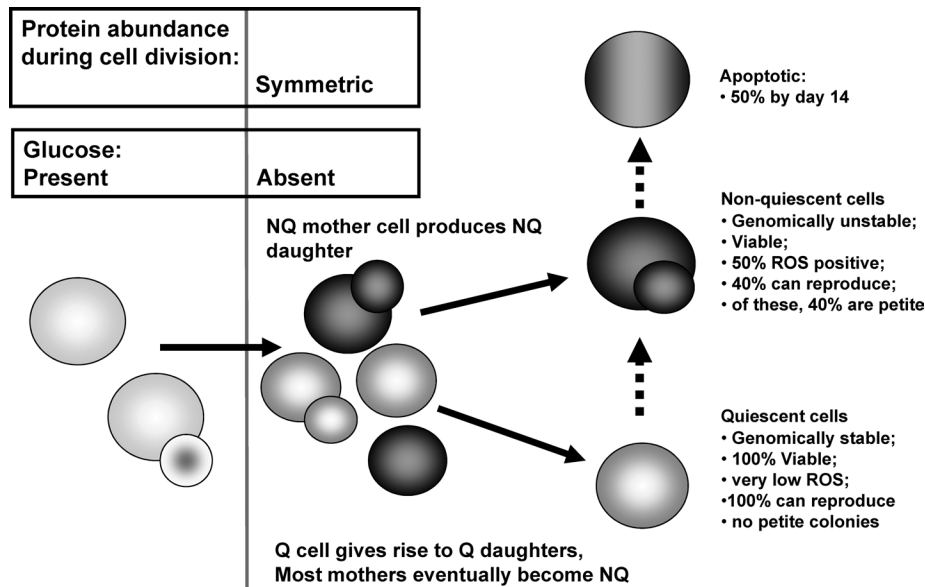 Protein abundance
during cell division:
Symmetric
Glucose:
Present
Absent
NQ mother cell produces NQ
daughter
Q cell gives rise to Q daughters,
Most mothers eventually become NQ
Apoptotic:
• 50% by day 14
Non-quiescent cells
• Genomically unstable;
• Viable;
• 50% ROS positive;
• 40% can reproduce;
• of these, 40% are petite
Quiescent cells
• Genomically stable;
• 100% Viable;
• very low ROS;
•100% can reproduce
• no petite colonies